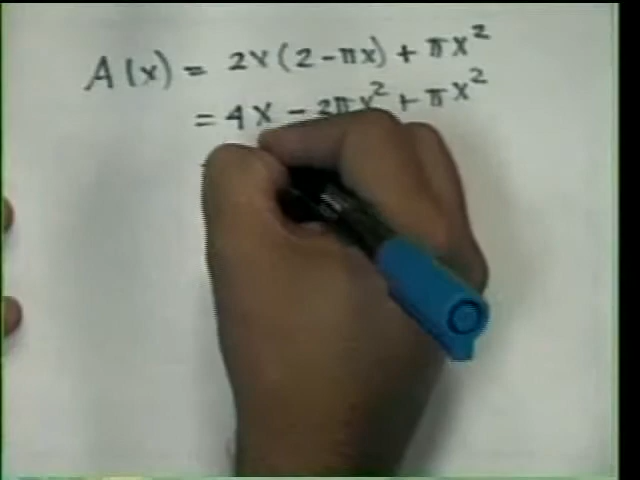 A(x) = 2x(2 - πx) + πx²
= 4x - 2πx² + πx²